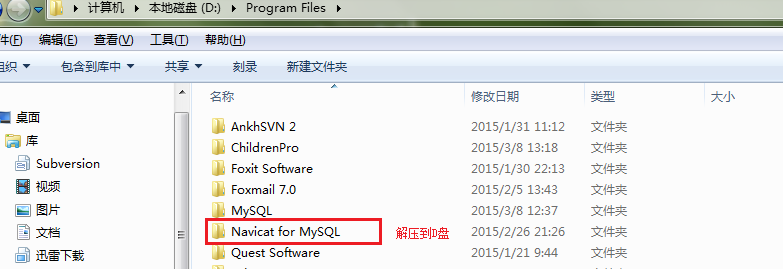 计算机 ▸ 本地磁盘 (D:) ▸ Program Files ▸
件(F) 编辑(E) 查看(V) 工具(T) 帮助(H)
组织 包含到库中 共享 刻录 新建文件夹
名称 修改日期 类型 大小
桌面
库
Subversion
视频
图片
文档
迅雷下载
AnkhSVN 2 2015/1/31 11:12 文件夹
ChildrenPro 2015/3/8 13:18 文件夹
Foxit Software 2015/1/30 22:13 文件夹
Foxmail 7.0 2015/2/5 13:43 文件夹
MySQL 2015/3/8 12:37 文件夹
Navicat for MySQL 解压到D盘 2015/2/26 21:26 文件夹
Quest Software 2015/1/21 9:44 文件夹